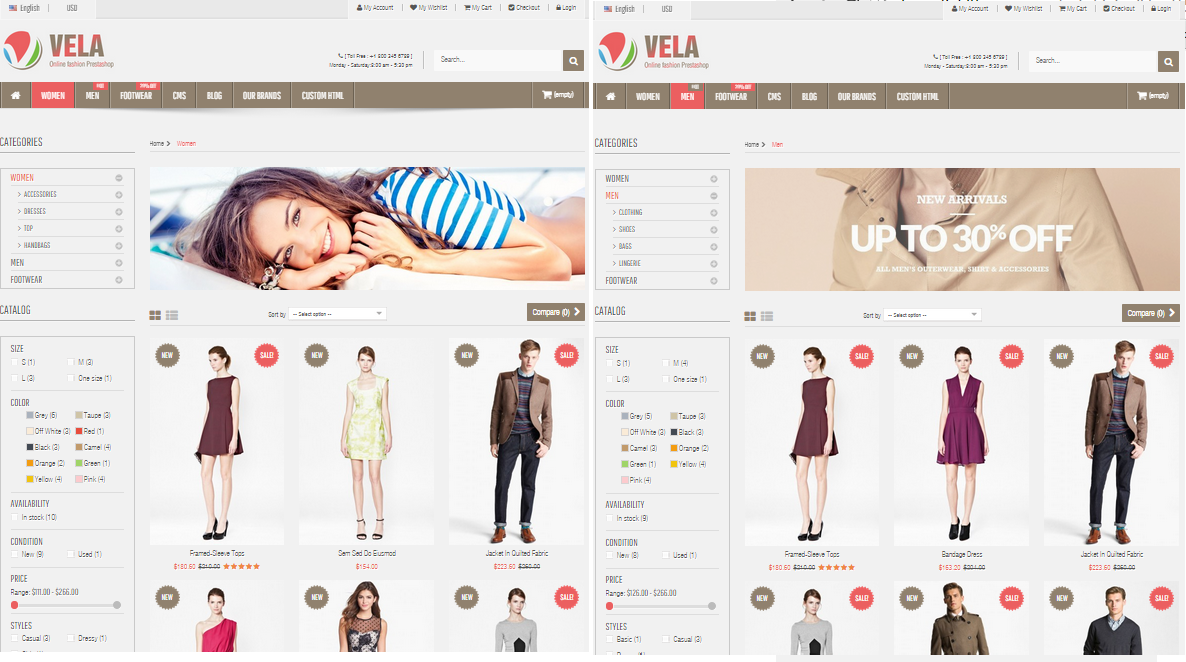 English
USD
My Account
My Wishlist
My Cart
Checkout
Login
VELA
Online fashion Prestashop
[ Toll Free : +1 800 345 6789 ]
Monday - Saturday 8:00 am - 5:30 pm
Search...
WOMEN
MEN
FOOTWEAR
CMS
BLOG
OUR BRANDS
CUSTOM HTML
(empty)
CATEGORIES
WOMEN
ACCESSORIES
DRESSES
TOP
HANDBAGS
MEN
FOOTWEAR
Home
Women
CATALOG
Sort by
-- Select option --
Compare (0)
SIZE
S (1)
M (3)
L (3)
One size (1)
COLOR
Grey (6)
Taupe (3)
Off White (3)
Red (1)
Black (3)
Camel (4)
Orange (2)
Green (1)
Yellow (4)
Pink (4)
AVAILABILITY
In stock (10)
CONDITION
New (9)
Used (1)
PRICE
Range: $111.00 - $266.00
STYLES
Casual (3)
Dressy (1)
NEW
SALE!
NEW
NEW
SALE!
Framed-Sleeve Tops
$180.60 $210.00
Sem Sed Do Eiusmod
$154.00
Jacket In Quilted Fabric
$223.60 $260.00
NEW
NEW
NEW
SALE!
English
USD
My Account
My Wishlist
My Cart
Checkout
Login
VELA
Online fashion Prestashop
[ Toll Free : +1 800 345 6789 ]
Monday - Saturday 8:00 am - 5:30 pm
Search...
WOMEN
MEN
FOOTWEAR
CMS
BLOG
OUR BRANDS
CUSTOM HTML
(empty)
CATEGORIES
WOMEN
MEN
CLOTHING
SHOES
BAGS
LINGERIE
FOOTWEAR
Home
Men
NEW ARRIVALS
UP TO 30% OFF
ALL MEN'S OUTERWEAR, SHIRT & ACCESSORIES
CATALOG
Sort by
-- Select option --
Compare (0)
SIZE
S (1)
M (4)
L (3)
One size (1)
COLOR
Grey (5)
Taupe (3)
Off White (3)
Black (3)
Camel (3)
Orange (2)
Green (1)
Yellow (4)
Pink (4)
AVAILABILITY
In stock (9)
CONDITION
New (8)
Used (1)
PRICE
Range: $126.00 - $266.00
STYLES
Basic (1)
Casual (3)
NEW
SALE!
NEW
SALE!
NEW
SALE!
Framed-Sleeve Tops
$180.60 $210.00
Bandage Dress
$163.20 $204.00
Jacket In Quilted Fabric
$223.60 $260.00
NEW
SALE!
NEW
SALE!
NEW
SALE!